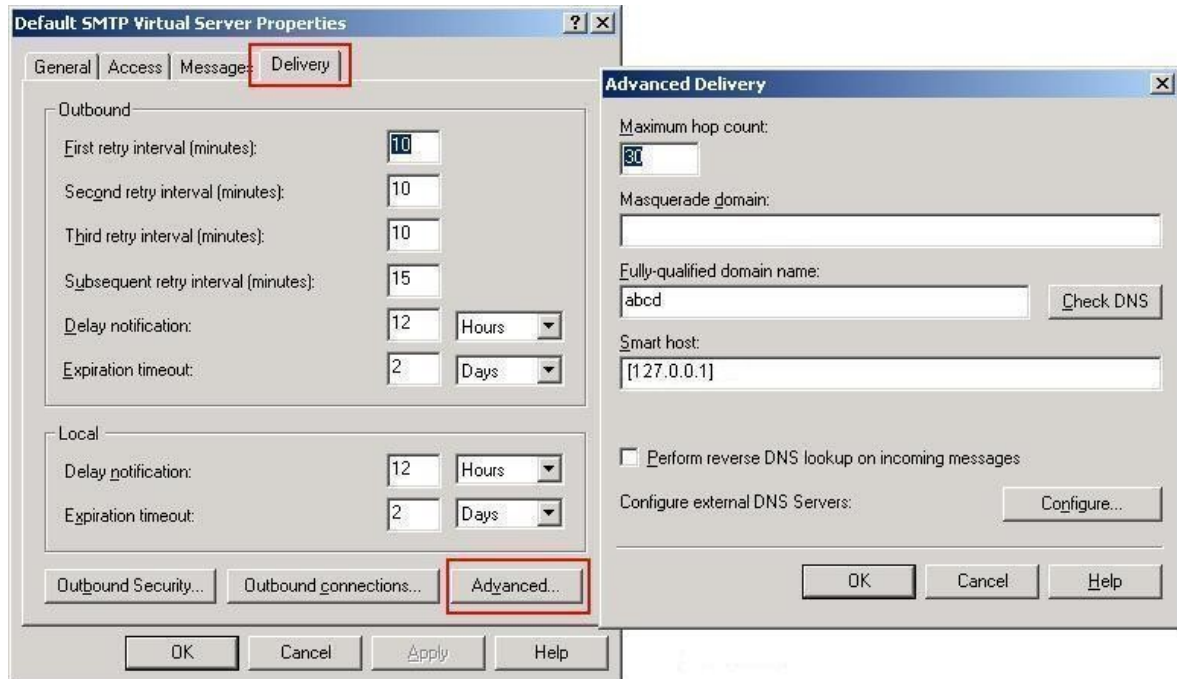 Default SMTP Virtual Server Properties
General Access Messages Delivery
Outbound
First retry interval (minutes): 10
Second retry interval (minutes): 10
Third retry interval (minutes): 10
Subsequent retry interval (minutes): 15
Delay notification: 12 Hours
Expiration timeout: 2 Days
Local
Delay notification: 12 Hours
Expiration timeout: 2 Days
Outbound Security... Outbound connections... Advanced...
OK Cancel Apply Help
Advanced Delivery
Maximum hop count:
30
Masquerade domain:
Fully-qualified domain name:
abcd Check DNS
Smart host:
[127.0.0.1]
Perform reverse DNS lookup on incoming messages
Configure external DNS Servers: Configure...
OK Cancel Help